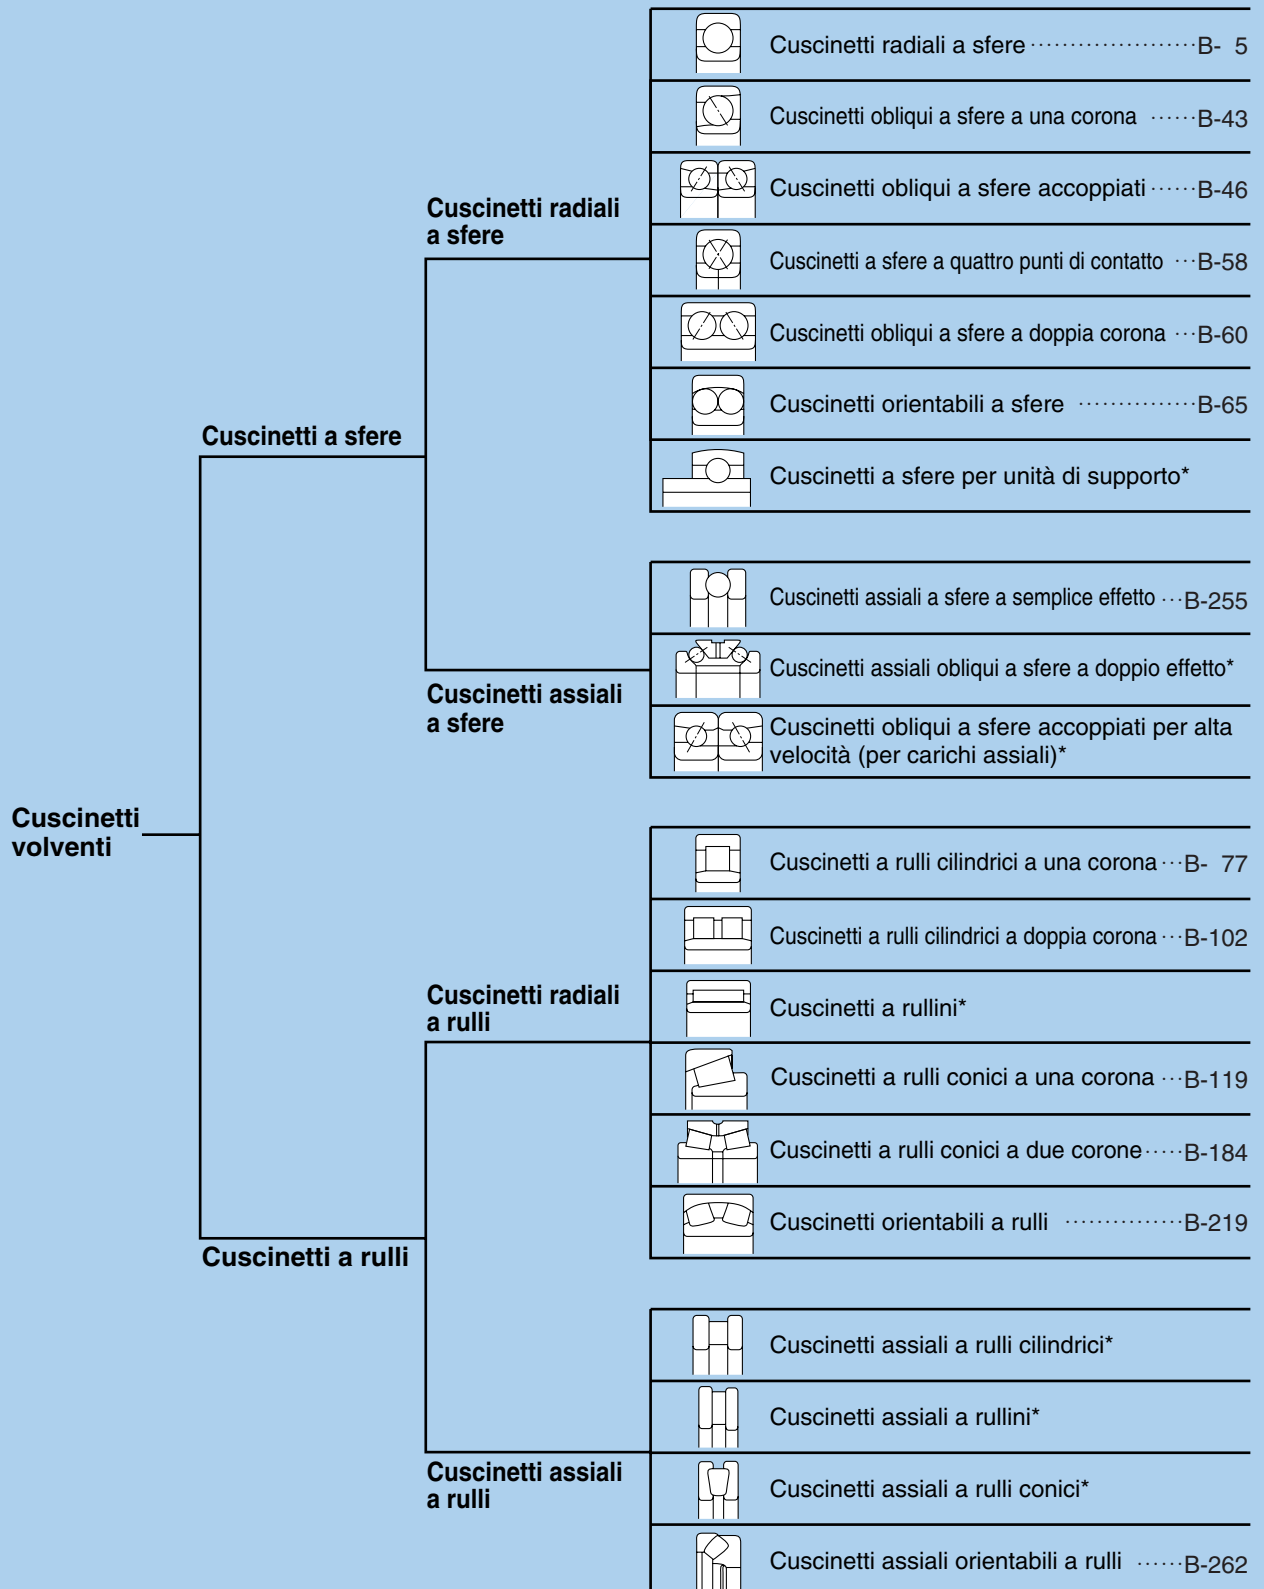 Cuscinetti radiali a sfere ····················· B- 5
Cuscinetti obliqui a sfere a una corona ······ B-43
Cuscinetti obliqui a sfere accoppiati ······ B-46
Cuscinetti radiali
a sfere
Cuscinetti a sfere a quattro punti di contatto ··· B-58
Cuscinetti obliqui a sfere a doppia corona ··· B-60
Cuscinetti orientabili a sfere ··············· B-65
Cuscinetti a sfere
Cuscinetti a sfere per unità di supporto*
Cuscinetti assiali a sfere a semplice effetto ··· B-255
Cuscinetti assiali obliqui a sfere a doppio effetto*
Cuscinetti assiali
a sfere
Cuscinetti obliqui a sfere accoppiati per alta
velocità (per carichi assiali)*
Cuscinetti
volventi
Cuscinetti a rulli cilindrici a una corona ··· B- 77
Cuscinetti a rulli cilindrici a doppia corona ··· B-102
Cuscinetti radiali
a rulli
Cuscinetti a rullini*
Cuscinetti a rulli conici a una corona ··· B-119
Cuscinetti a rulli conici a due corone ····· B-184
Cuscinetti orientabili a rulli ··············· B-219
Cuscinetti a rulli
Cuscinetti assiali a rulli cilindrici*
Cuscinetti assiali a rullini*
Cuscinetti assiali
a rulli
Cuscinetti assiali a rulli conici*
Cuscinetti assiali orientabili a rulli ······ B-262